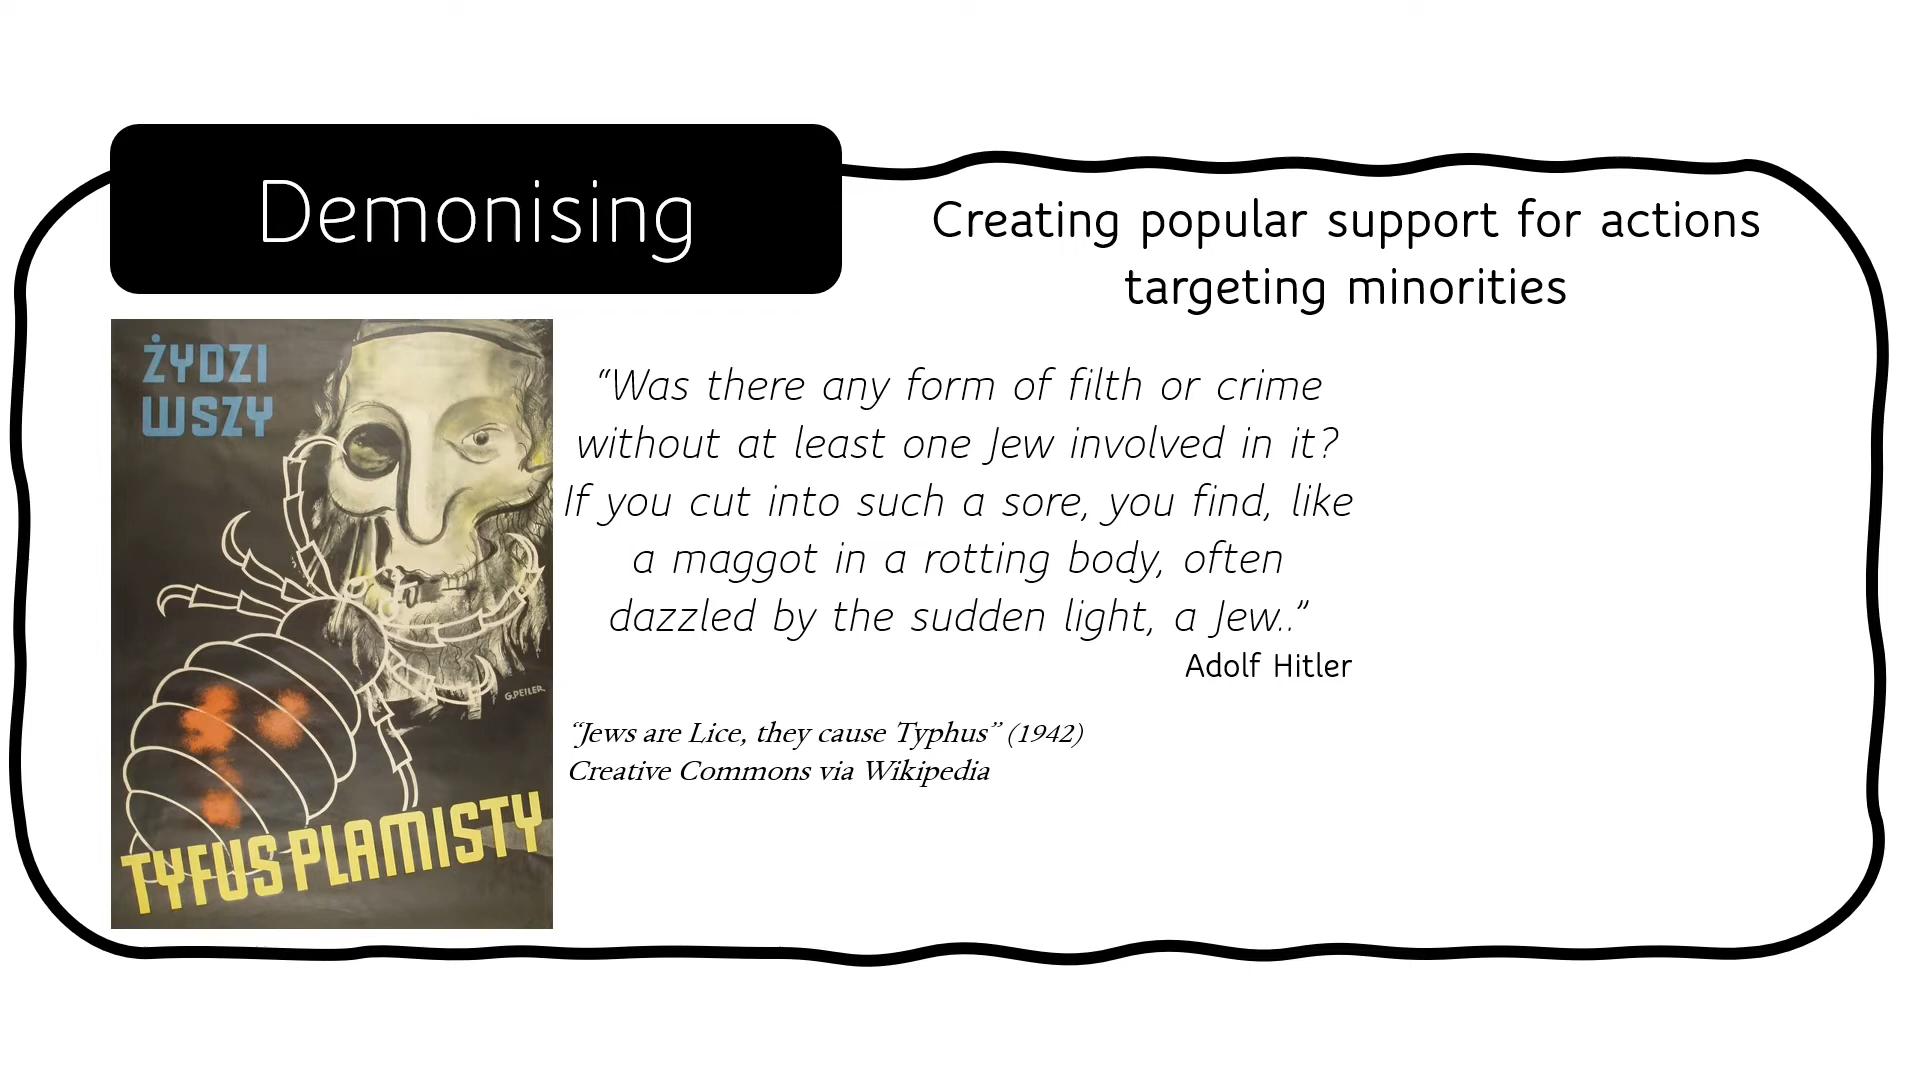 Demonising
Creating popular support for actions
targeting minorities
ŻYDZI
WSZY
G.PEILER
TYFUS PLAMISTY
“Was there any form of filth or crime
without at least one Jew involved in it?
If you cut into such a sore, you find, like
a maggot in a rotting body, often
dazzled by the sudden light, a Jew..”
Adolf Hitler
“Jews are Lice, they cause Typhus” (1942)
Creative Commons via Wikipedia